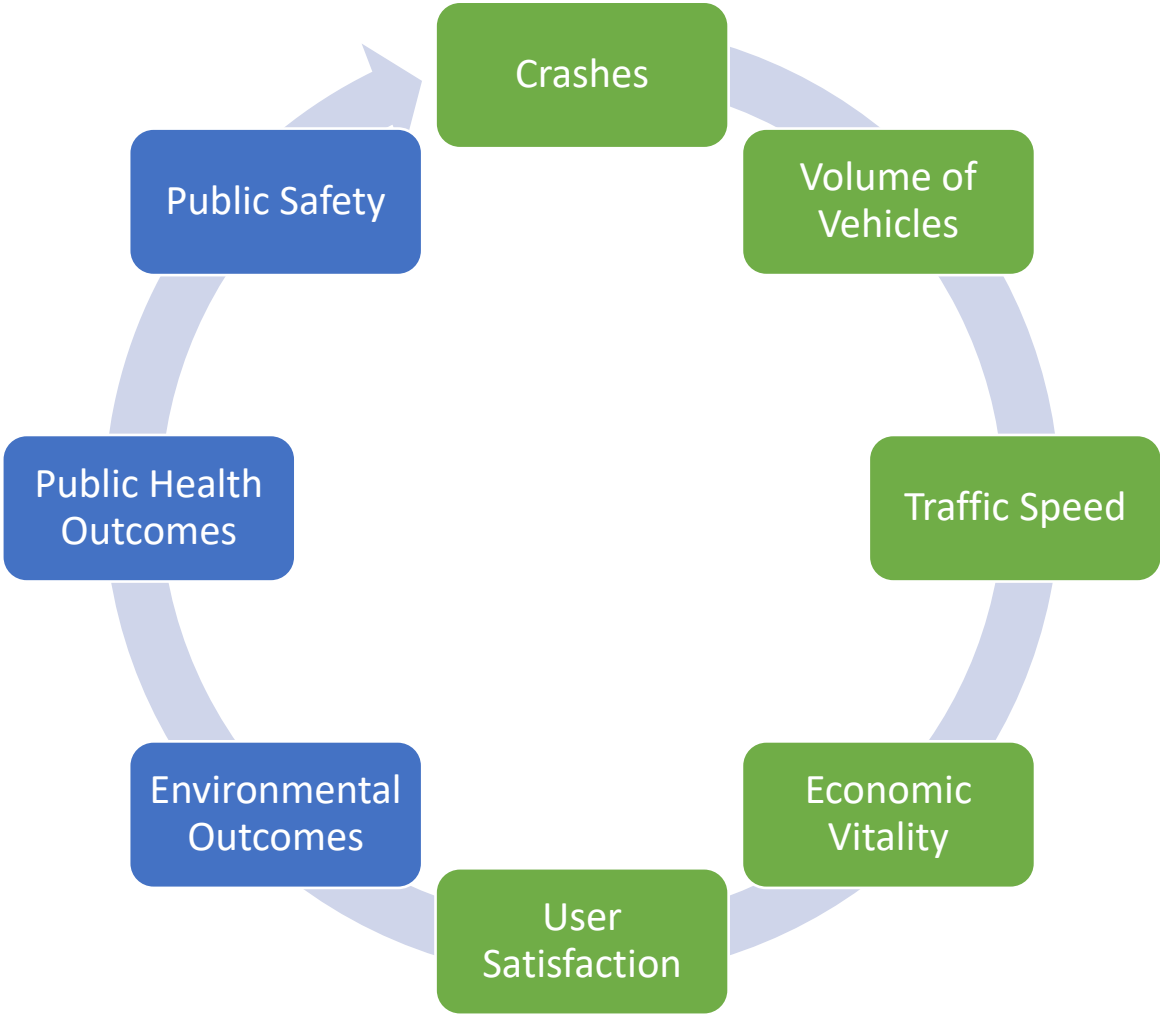 Crashes
Volume of
Vehicles
Traffic Speed
Economic
Vitality
User
Satisfaction
Environmental
Outcomes
Public Health
Outcomes
Public Safety